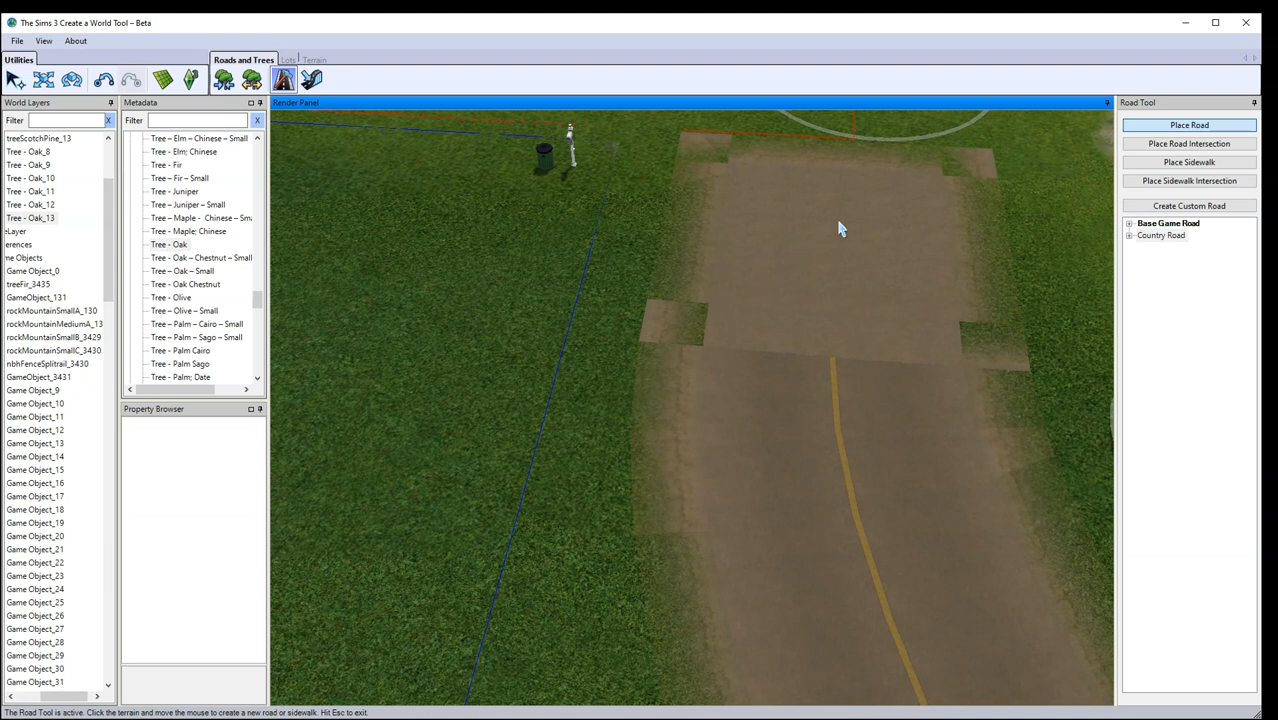 The Sims 3 Create a World Tool – Beta
File View About
Utilities
Roads and Trees Lots Terrain
World Layers
Filter X
treeScotchPine_13
Tree - Oak_8
Tree - Oak_9
Tree - Oak_10
Tree - Oak_11
Tree - Oak_12
Tree - Oak_13
eLayer
erences
me Objects
Game Object_0
treeFir_3435
GameObject_131
rockMountainSmallA_130
rockMountainMediumA_13
rockMountainSmallB_3429
rockMountainSmallC_3430
nbhFenceSplitrail_3430
GameObject_3431
Game Object_9
Game Object_10
Game Object_11
Game Object_12
Game Object_13
Game Object_14
Game Object_15
Game Object_16
Game Object_17
Game Object_18
Game Object_19
Game Object_20
Game Object_21
Game Object_22
Game Object_23
Game Object_24
Game Object_25
Game Object_26
Game Object_27
Game Object_28
Game Object_29
Game Object_30
Game Object_31
Metadata
Filter X
Tree – Elm – Chinese – Small
Tree - Elm; Chinese
Tree - Fir
Tree – Fir – Small
Tree - Juniper
Tree – Juniper – Small
Tree – Maple - Chinese – Sm
Tree - Maple; Chinese
Tree - Oak
Tree - Oak – Chestnut – Small
Tree – Oak – Small
Tree - Oak Chestnut
Tree - Olive
Tree – Olive – Small
Tree – Palm – Cairo – Small
Tree – Palm – Sago – Small
Tree - Palm Cairo
Tree - Palm Sago
Tree - Palm; Date
Property Browser
Render Panel
Road Tool
Place Road
Place Road Intersection
Place Sidewalk
Place Sidewalk Intersection
Create Custom Road
Base Game Road
Country Road
The Road Tool is active. Click the terrain and move the mouse to create a new road or sidewalk. Hit Esc to exit.